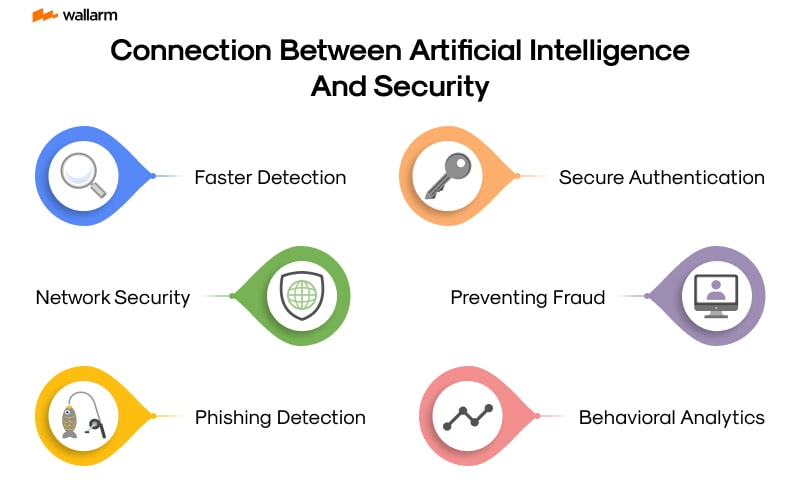 wallarm
Connection Between Artificial Intelligence
And Security
Faster Detection
Secure Authentication
Network Security
Preventing Fraud
Phishing Detection
Behavioral Analytics